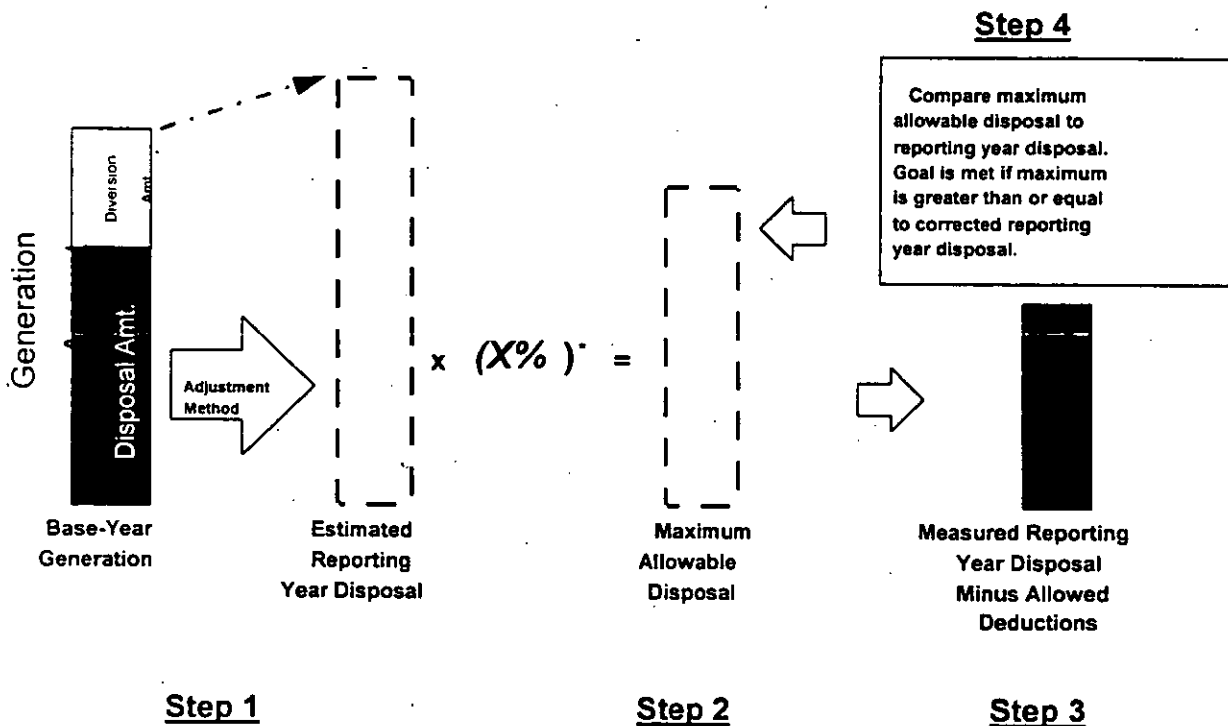 Step 4
Compare maximum
allowable disposal to
reporting year disposal.
Goal is met if maximum
is greater than or equal
to corrected reporting
year disposal.
Generation
Diversion
Amt.
Disposal Amt.
Adjustment
Method
x (X% )* =
Base-Year
Generation
Estimated
Reporting
Year Disposal
Maximum
Allowable
Disposal
Measured Reporting
Year Disposal
Minus Allowed
Deductions
Step 1
Step 2
Step 3